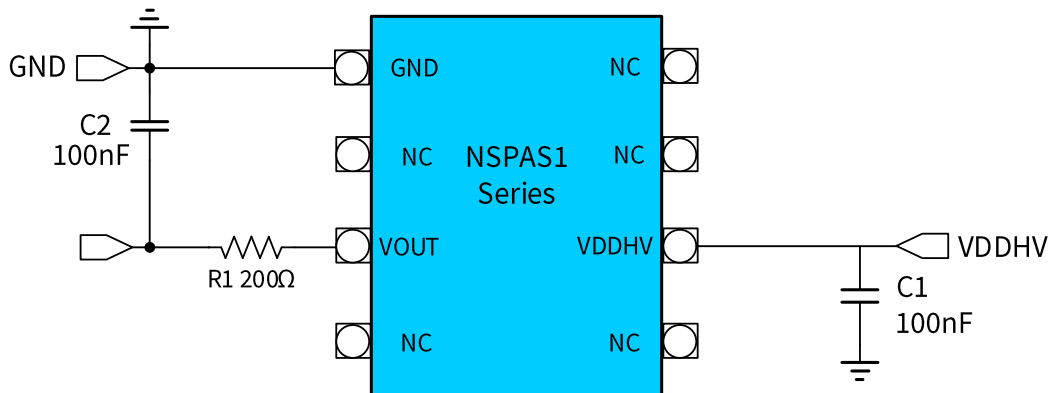 GND
GND
NC
C2
100nF
NC
NSPAS1
Series
NC
VOUT
VDDHV
VDDHV
R1 200Ω
C1
100nF
NC
NC